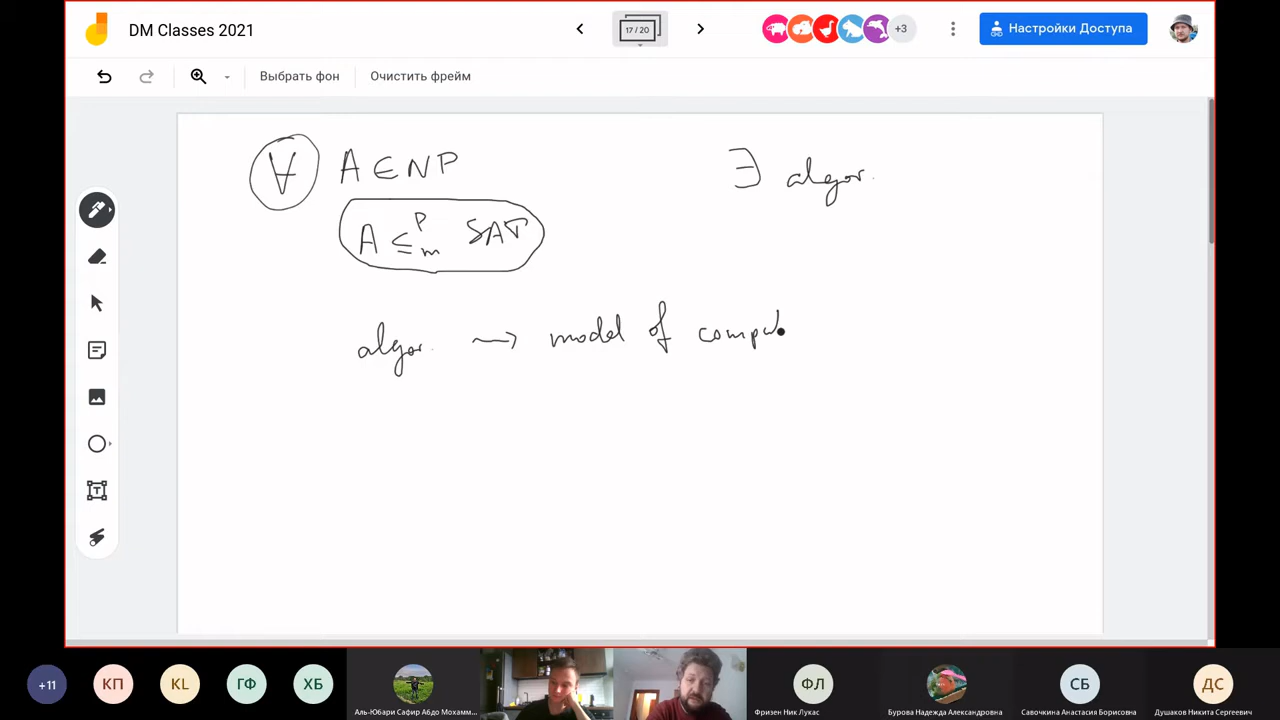 DM Classes 2021
17 / 20
+3
Настройки Доступа
Выбрать фон
Очистить фрейм
∀ A ∈ NP
∃ algor.
A ≤ᵖₘ SAT
algor. ⟶ model of comput
+11
КП
KL
ГФ
ХБ
Аль-Юбари Сафир Абдо Мохамм...
ФЛ
Фризен Ник Лукас
Бурова Надежда Александровна
СБ
Савочкина Анастасия Борисовна
ДС
Душаков Никита Сергеевич